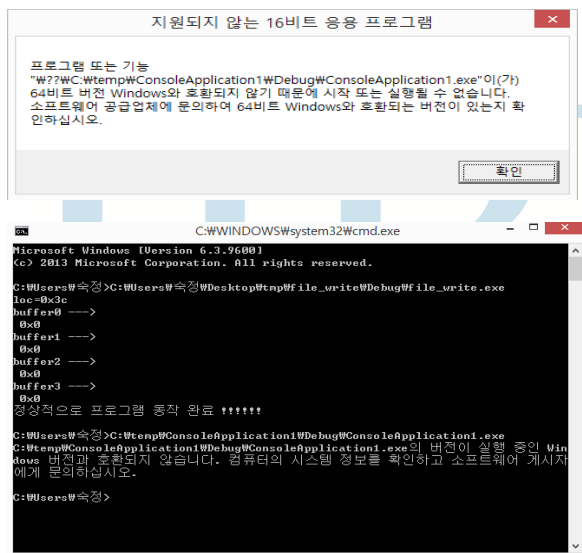 지원되지 않는 16비트 응용 프로그램
프로그램 또는 기능
"₩??₩C:₩temp₩ConsoleApplication1₩Debug₩ConsoleApplication1.exe"이(가)
64비트 버전 Windows와 호환되지 않기 때문에 시작 또는 실행될 수 없습니다.
소프트웨어 공급업체에 문의하여 64비트 Windows와 호환되는 버전이 있는지 확
인하십시오.
확인
C:₩WINDOWS₩system32₩cmd.exe
Microsoft Windows [Version 6.3.9600]
(c) 2013 Microsoft Corporation. All rights reserved.
C:₩Users₩숙정>C:₩Users₩숙정₩Desktop₩tmp₩file_write₩Debug₩file_write.exe
loc=0x3c
buffer0 --->
0x0
buffer1 --->
0x0
buffer2 --->
0x0
buffer3 --->
0x0
정상적으로 프로그램 동작 완료 !!!!!!
C:₩Users₩숙정>C:₩temp₩ConsoleApplication1₩Debug₩ConsoleApplication1.exe
C:₩temp₩ConsoleApplication1₩Debug₩ConsoleApplication1.exe의 버전이 실행 중인 Win
dows 버전과 호환되지 않습니다. 컴퓨터의 시스템 정보를 확인하고 소프트웨어 게시자
에게 문의하십시오.
C:₩Users₩숙정>